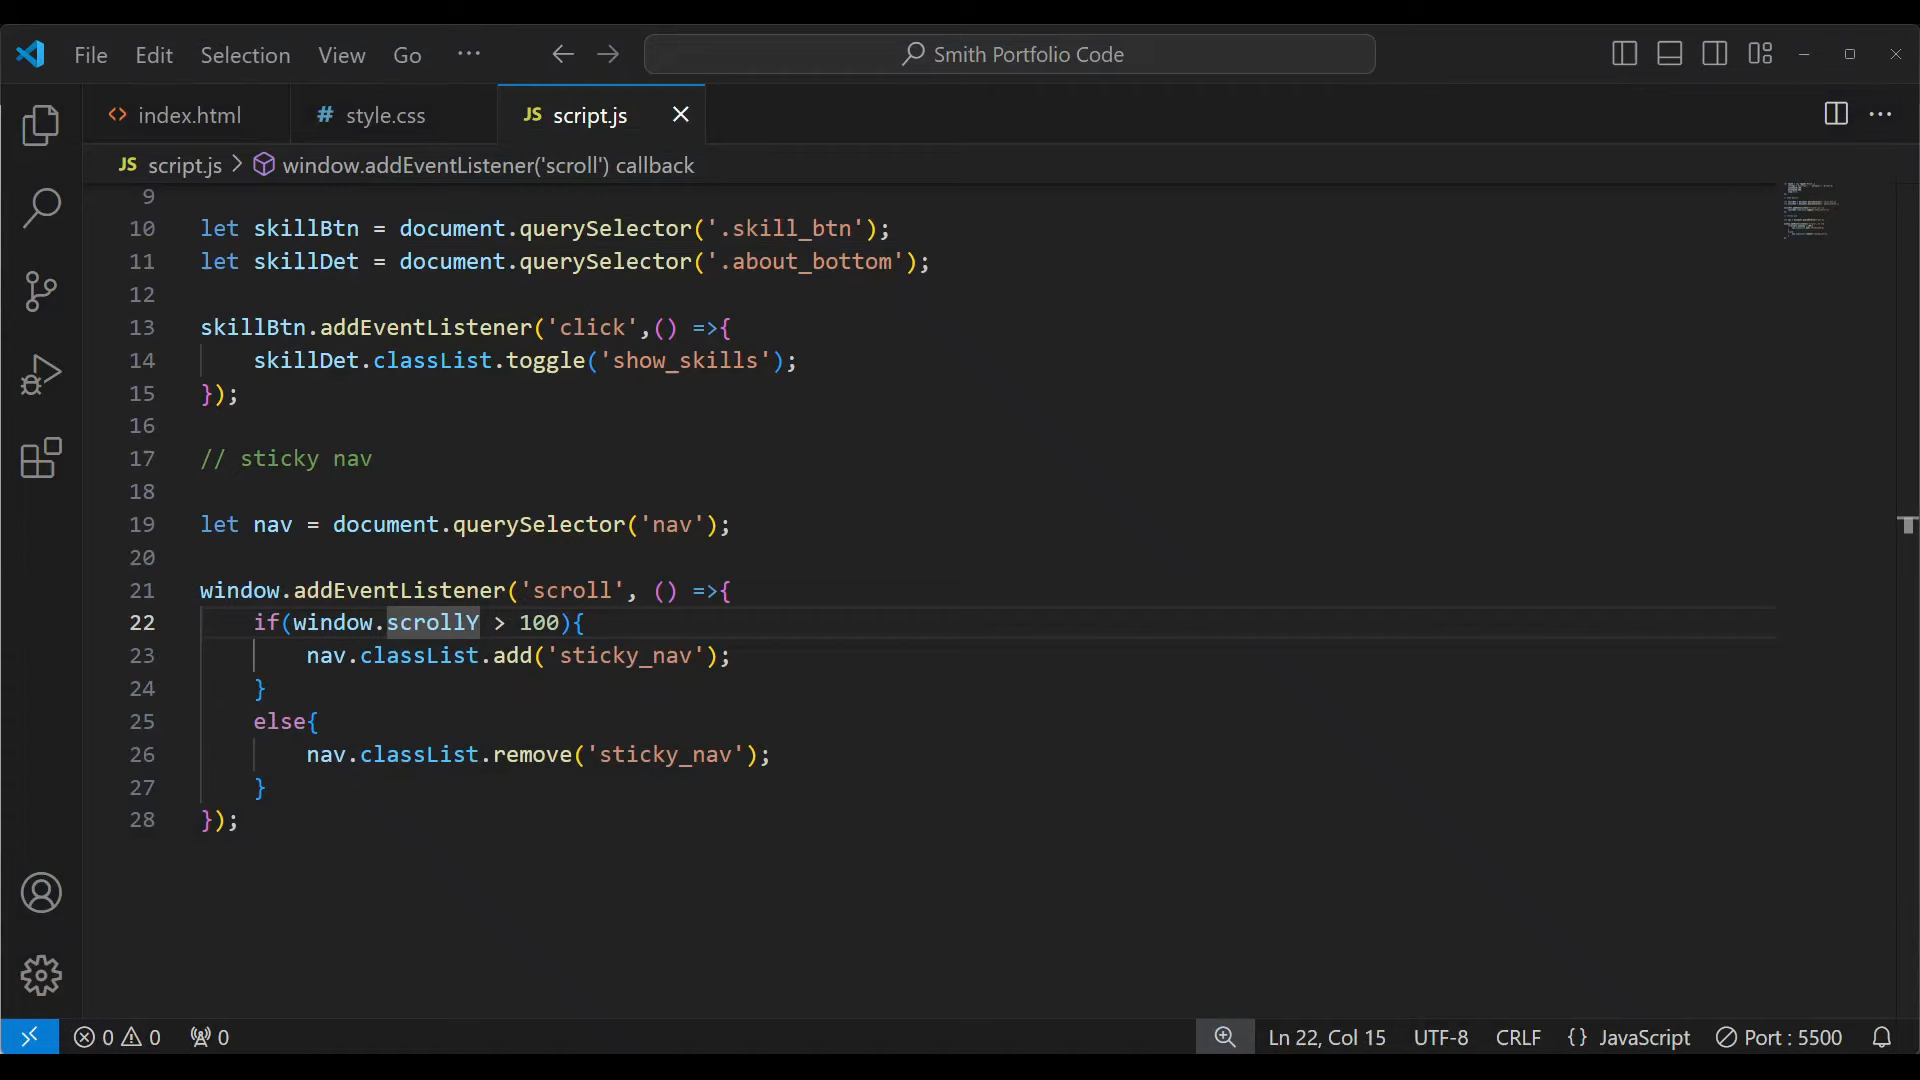 File Edit Selection View Go ··· Smith Portfolio Code
<> index.html # style.css JS script.js
JS script.js > window.addEventListener('scroll') callback
9
10 let skillBtn = document.querySelector('.skill_btn');
11 let skillDet = document.querySelector('.about_bottom');
12
13 skillBtn.addEventListener('click',() =>{
14     skillDet.classList.toggle('show_skills');
15 });
16
17 // sticky nav
18
19 let nav = document.querySelector('nav');
20
21 window.addEventListener('scroll', () =>{
22     if(window.scrollY > 100){
23         nav.classList.add('sticky_nav');
24     }
25     else{
26         nav.classList.remove('sticky_nav');
27     }
28 });
0 0 0 Ln 22, Col 15 UTF-8 CRLF {} JavaScript Port : 5500